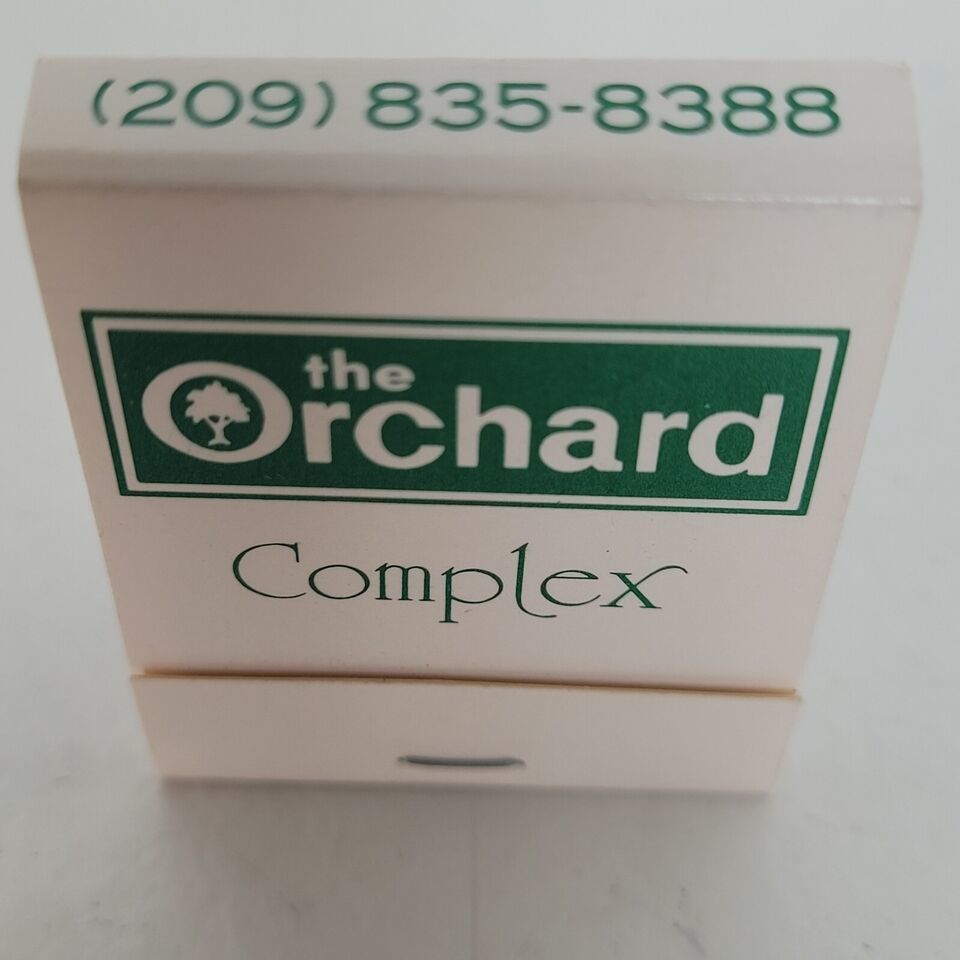 (209) 835-8388
the
Orchard
Complex